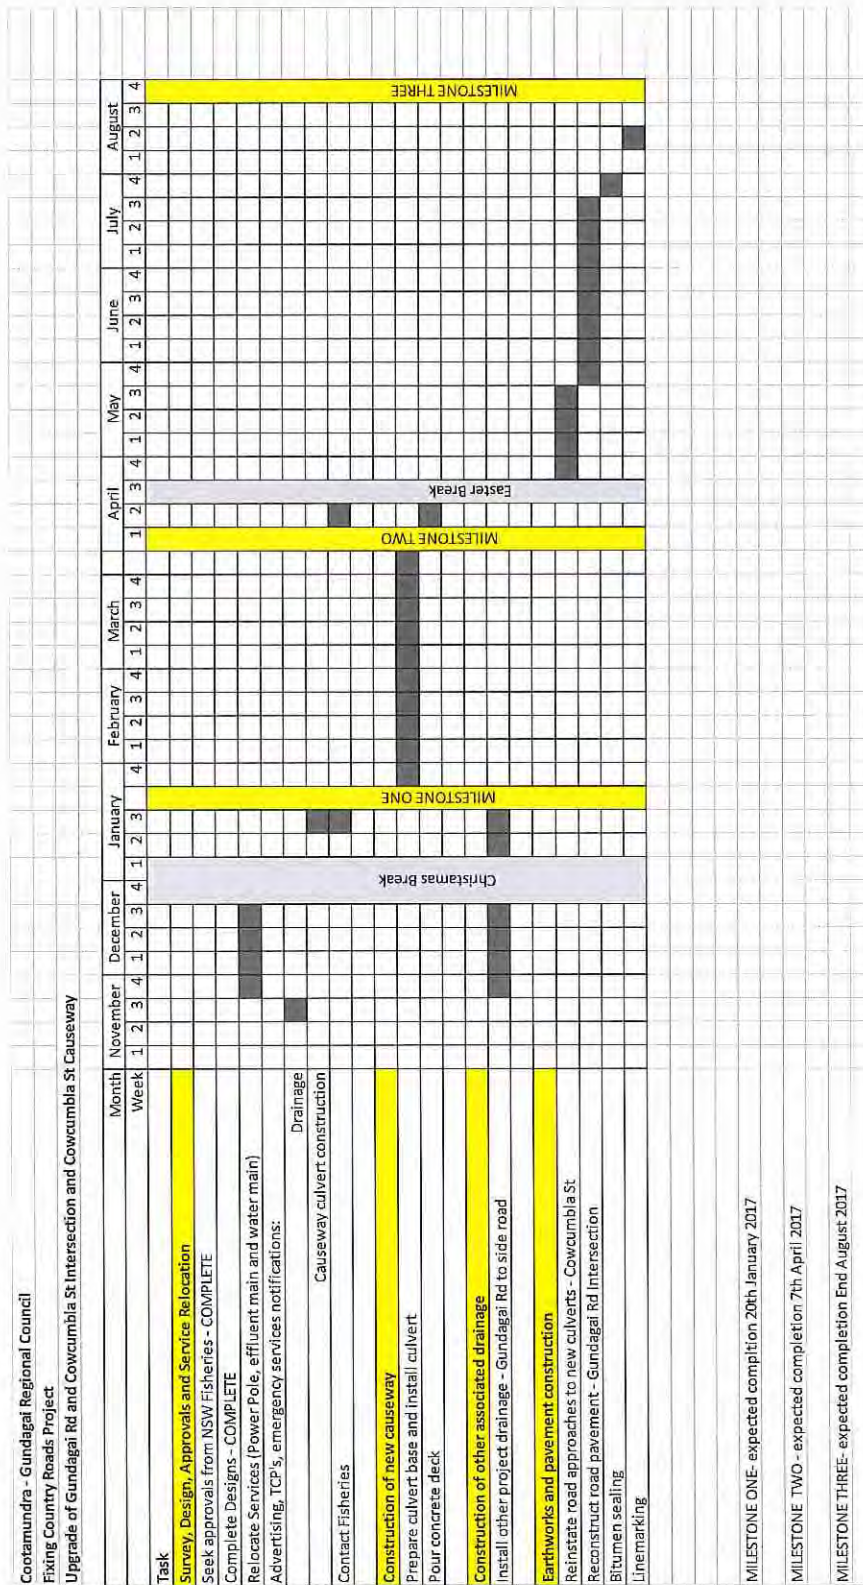 Cootamundra - Gundagai Regional Council
Fixing Country Roads Project
Upgrade of Gundagai Rd and Cowcumbla St Intersection and Cowcumbla St Causeway
Month November December January February March April May June July August
Week 1 2 3 4 1 2 3 4 1 2 3 4 1 2 3 4 1 2 3 4 1 2 3 4 1 2 3 4 1 2 3 4 1 2 3 4 1 2 3 4
Task
Survey, Design, Approvals and Service Relocation
Seek approvals from NSW Fisheries - COMPLETE
Complete Designs - COMPLETE
Relocate Services (Power Pole, effluent main and water main)
Advertising, TCP's, emergency services notifications:
Drainage
Causeway culvert construction
Contact Fisheries
Construction of new causeway
Prepare culvert base and install culvert
Pour concrete deck
Construction of other associated drainage
Install other project drainage - Gundagai Rd to side road
Earthworks and pavement construction
Reinstate road approaches to new culverts - Cowcumbla St
Reconstruct road pavement - Gundagai Rd Intersection
Bitumen sealing
Linemarking
Christamas Break
MILESTONE ONE
MILESTONE TWO
Easter Break
MILESTONE THREE
MILESTONE ONE- expected complition 20th January 2017
MILESTONE TWO - expected completion 7th April 2017
MILESTONE THREE- expected completion End August 2017